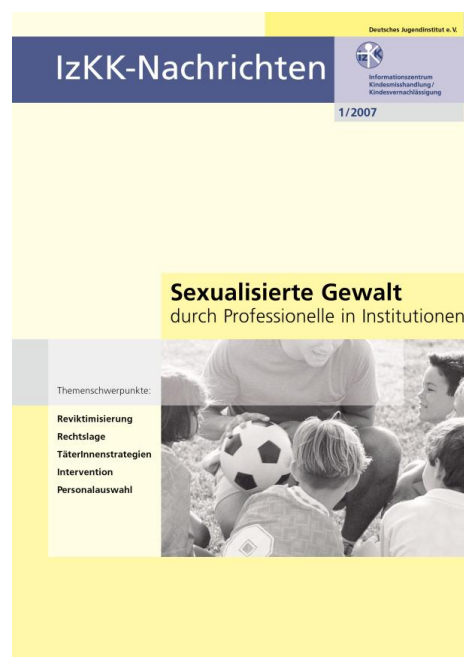 Deutsches Jugendinstitut e.V.
IzKK-Nachrichten
IzKK
Informationszentrum
Kindesmisshandlung/
Kindesvernachlässigung
1/2007
Sexualisierte Gewalt
durch Professionelle in Institutionen
Themenschwerpunkte:
Reviktimisierung
Rechtslage
TäterInnenstrategien
Intervention
Personalauswahl